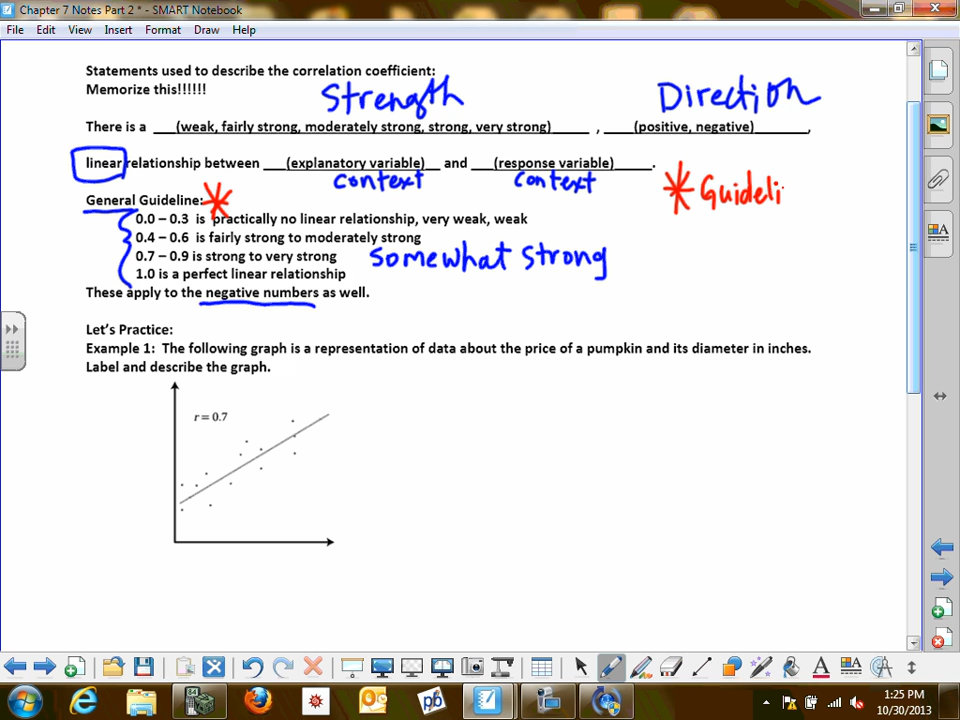 Chapter 7 Notes Part 2 * - SMART Notebook
File Edit View Insert Format Draw Help
Statements used to describe the correlation coefficient:
Memorize this!!!!!!
Strength Direction
There is a ___(weak, fairly strong, moderately strong, strong, very strong)_____ , ____(positive, negative)_______,
linear relationship between ___(explanatory variable)__ and ___(response variable)_____.
context context
General Guideline: * * Guideli
0.0 – 0.3 is practically no linear relationship, very weak, weak
0.4 – 0.6 is fairly strong to moderately strong
0.7 – 0.9 is strong to very strong somewhat strong
1.0 is a perfect linear relationship
These apply to the negative numbers as well.
Let's Practice:
Example 1: The following graph is a representation of data about the price of a pumpkin and its diameter in inches.
Label and describe the graph.
r = 0.7
1:25 PM
10/30/2013